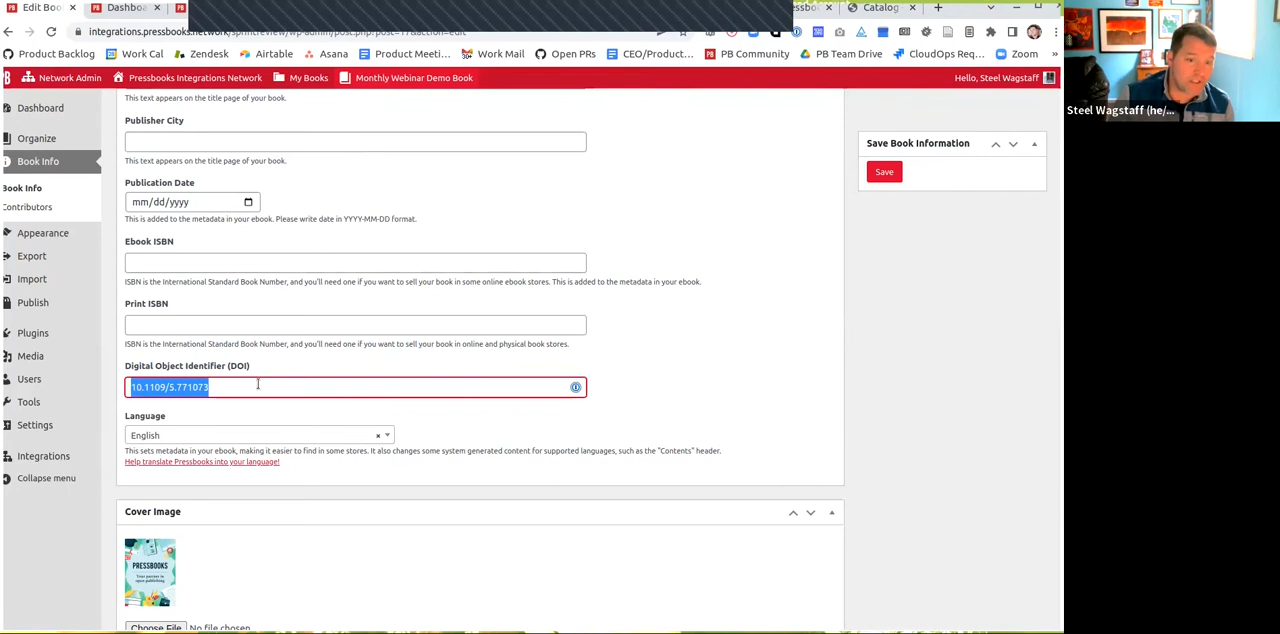 Edit Boo
Dashboa
ressbo
Catalog
integrations.pressbooks.network/sprintreview/wp-admin/post.php?post=17&action=edit
Product Backlog
Work Cal
Zendesk
Airtable
Asana
Product Meeti...
Work Mail
Open PRs
CEO/Product...
PB Community
PB Team Drive
CloudOps Req...
Zoom
Network Admin
Pressbooks Integrations Network
My Books
Monthly Webinar Demo Book
Hello, Steel Wagstaff
Steel Wagstaff (he/...
Dashboard
Organize
Book Info
Book Info
Contributors
Appearance
Export
Import
Publish
Plugins
Media
Users
Tools
Settings
Integrations
Collapse menu
This text appears on the title page of your book.
Publisher City
This text appears on the title page of your book.
Publication Date
mm/dd/yyyy
This is added to the metadata in your ebook. Please write date in YYYY-MM-DD format.
Ebook ISBN
ISBN is the International Standard Book Number, and you'll need one if you want to sell your book in some online ebook stores. This is added to the metadata in your ebook.
Print ISBN
ISBN is the International Standard Book Number, and you'll need one if you want to sell your book in online and physical book stores.
Digital Object Identifier (DOI)
10.1109/5.771073
Language
English
This sets metadata in your ebook, making it easier to find in some stores. It also changes some system generated content for supported languages, such as the "Contents" header.
Help translate Pressbooks into your language!
Cover Image
PRESSBOOKS
Your partner in
open publishing
Choose File No file chosen
Save Book Information
Save